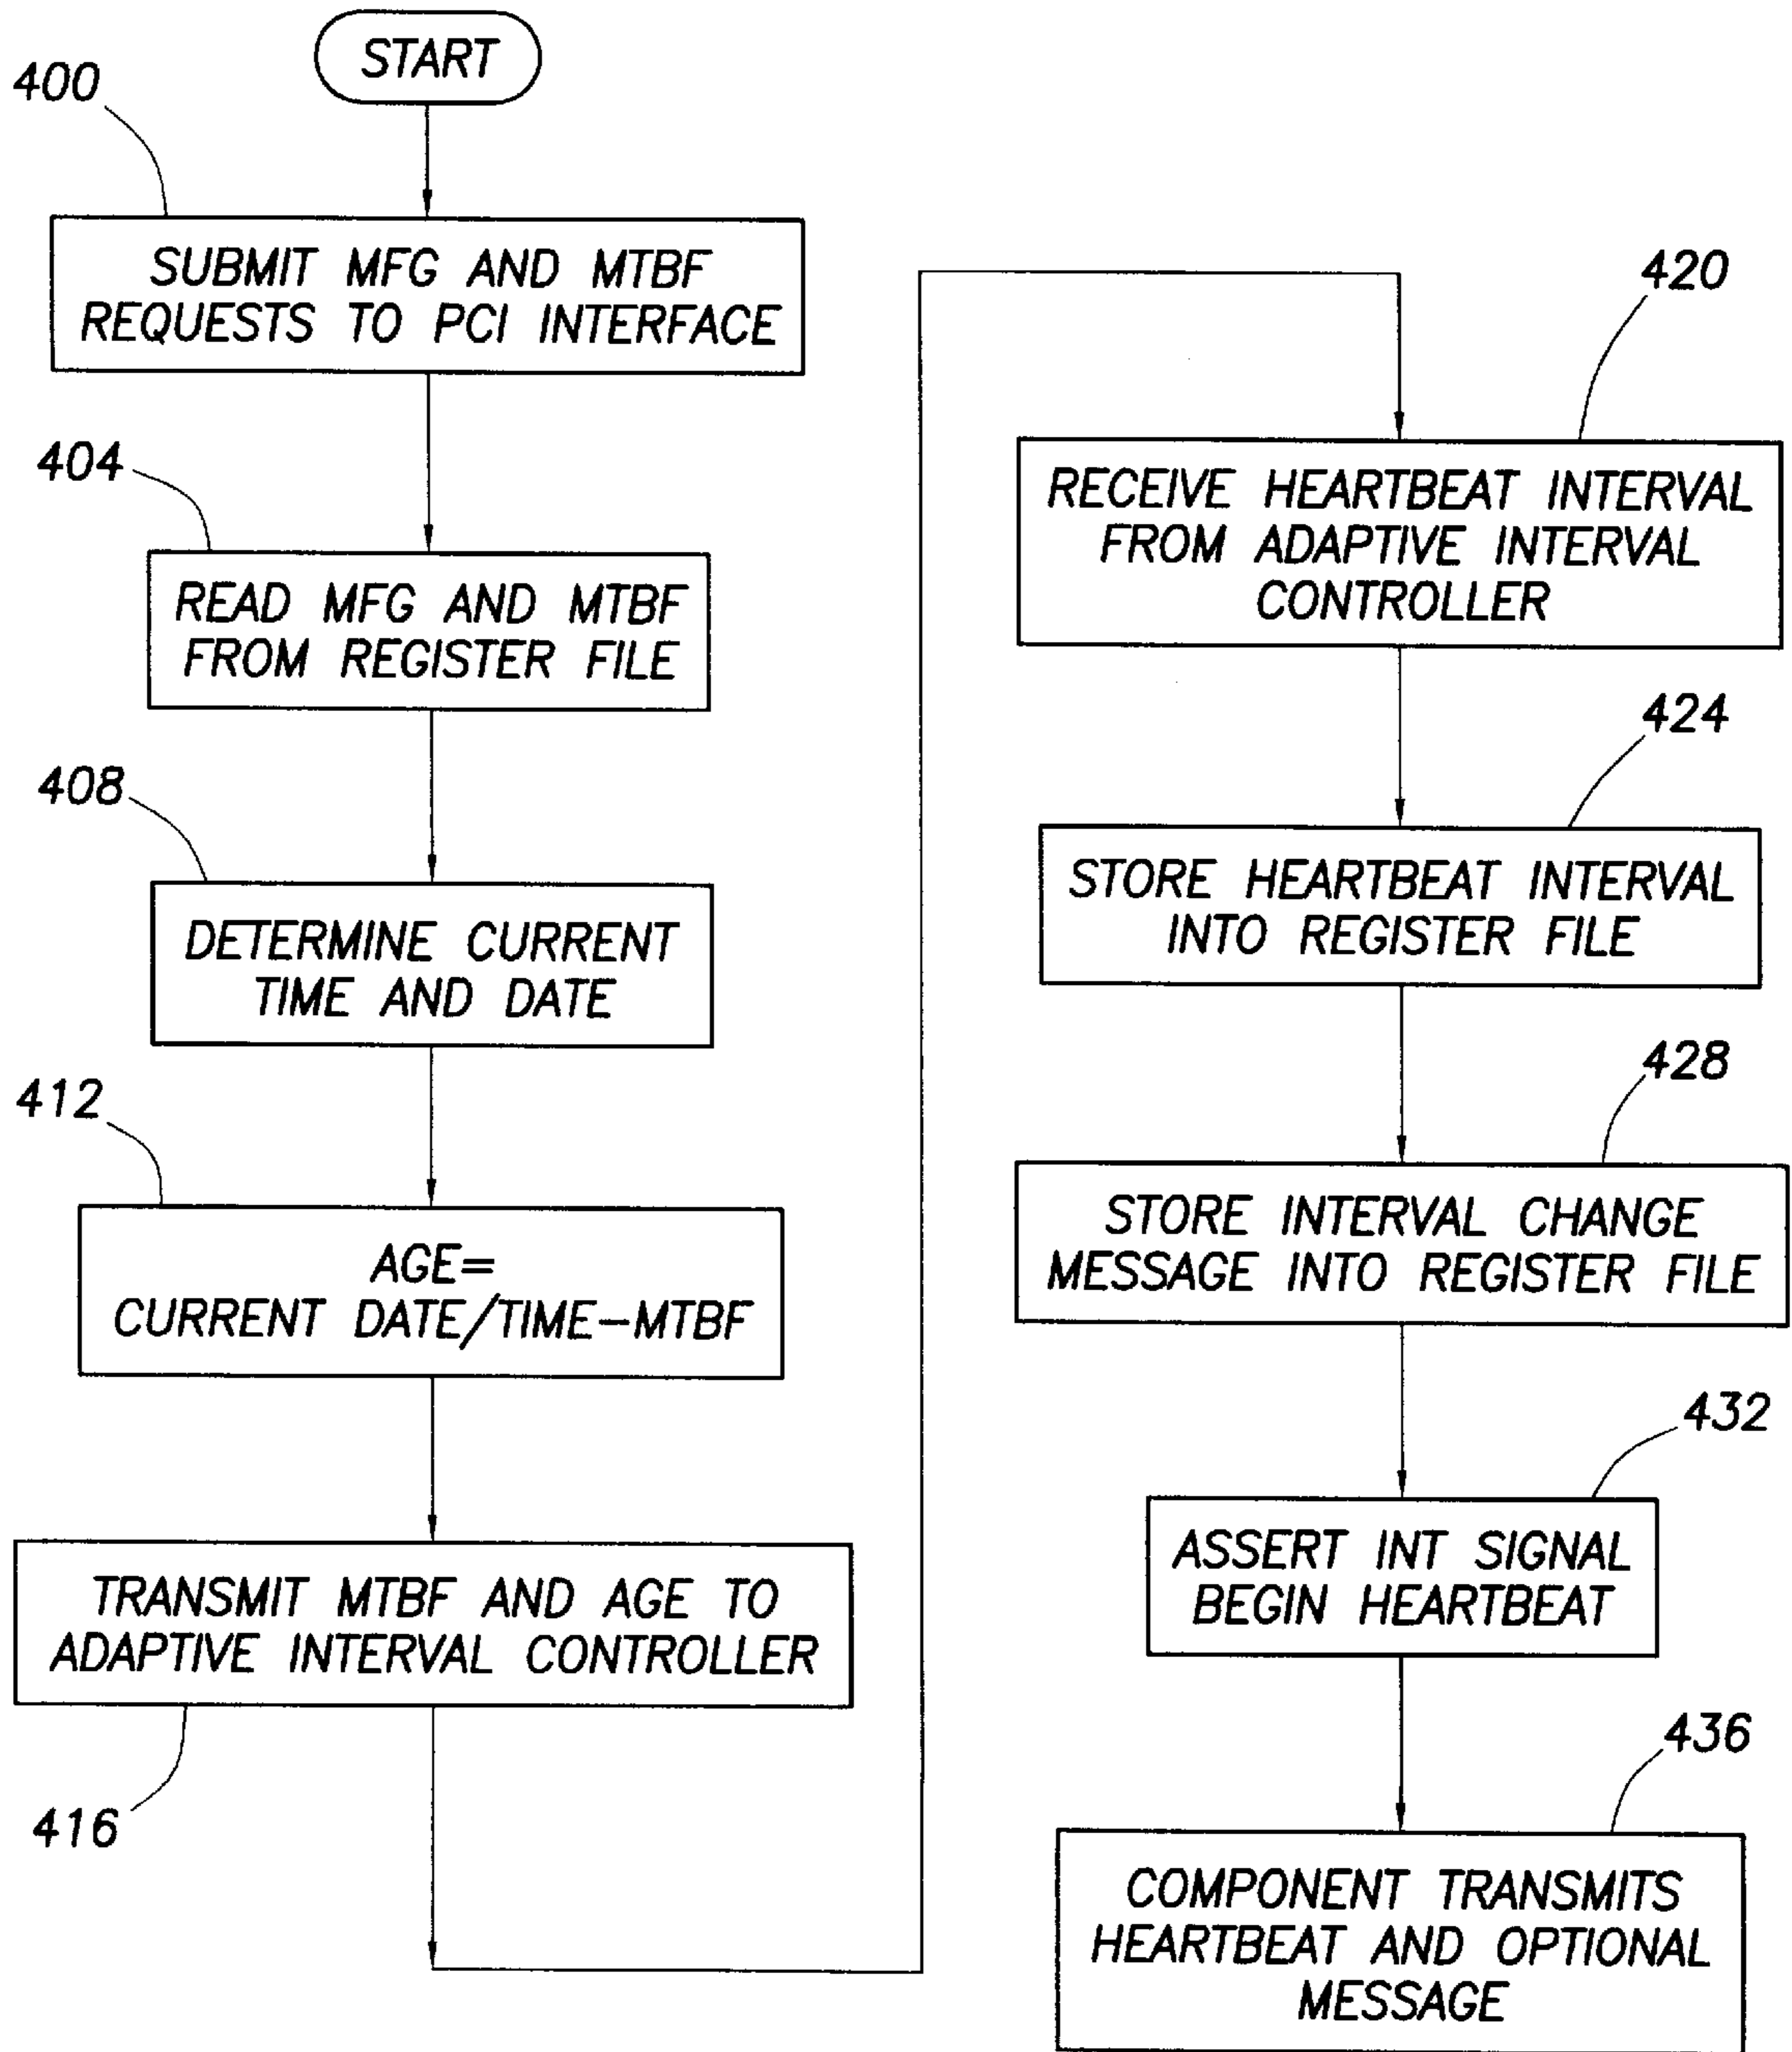 START
400
SUBMIT MFG AND MTBF
REQUESTS TO PCI INTERFACE
404
READ MFG AND MTBF
FROM REGISTER FILE
408
DETERMINE CURRENT
TIME AND DATE
412
AGE=
CURRENT DATE/TIME-MTBF
TRANSMIT MTBF AND AGE TO
ADAPTIVE INTERVAL CONTROLLER
416
420
RECEIVE HEARTBEAT INTERVAL
FROM ADAPTIVE INTERVAL
CONTROLLER
424
STORE HEARTBEAT INTERVAL
INTO REGISTER FILE
428
STORE INTERVAL CHANGE
MESSAGE INTO REGISTER FILE
432
ASSERT INT SIGNAL
BEGIN HEARTBEAT
436
COMPONENT TRANSMITS
HEARTBEAT AND OPTIONAL
MESSAGE